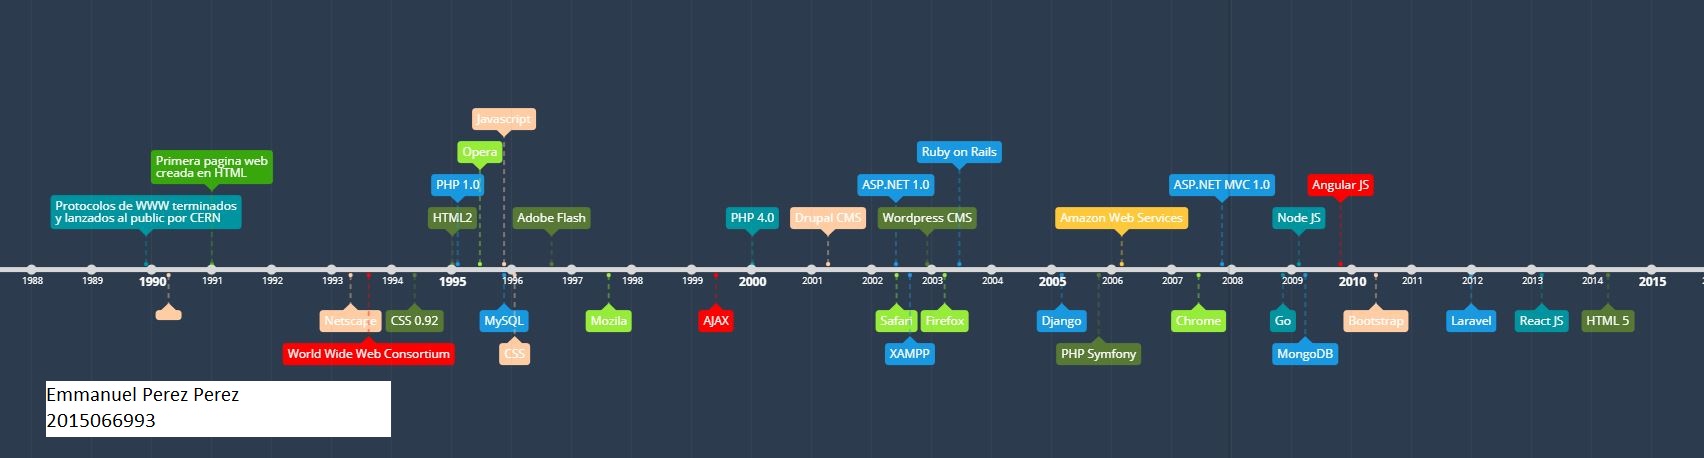 Javascript
Opera
Ruby on Rails
Primera pagina web
creada en HTML
PHP 1.0
ASP.NET 1.0
ASP.NET MVC 1.0
Angular JS
Protocolos de WWW terminados
y lanzados al public por CERN
HTML2
Adobe Flash
PHP 4.0
Drupal CMS
Wordpress CMS
Amazon Web Services
Node JS
1988 1989 1990 1991 1992 1993 1994 1995 1996 1997 1998 1999 2000 2001 2002 2003 2004 2005 2006 2007 2008 2009 2010 2011 2012 2013 2014 2015
Netscape
CSS 0.92
MySQL
Mozila
AJAX
Safari
Firefox
Django
Chrome
Go
Bootstrap
Laravel
React JS
HTML 5
World Wide Web Consortium
CSS
XAMPP
PHP Symfony
MongoDB
Emmanuel Perez Perez
2015066993